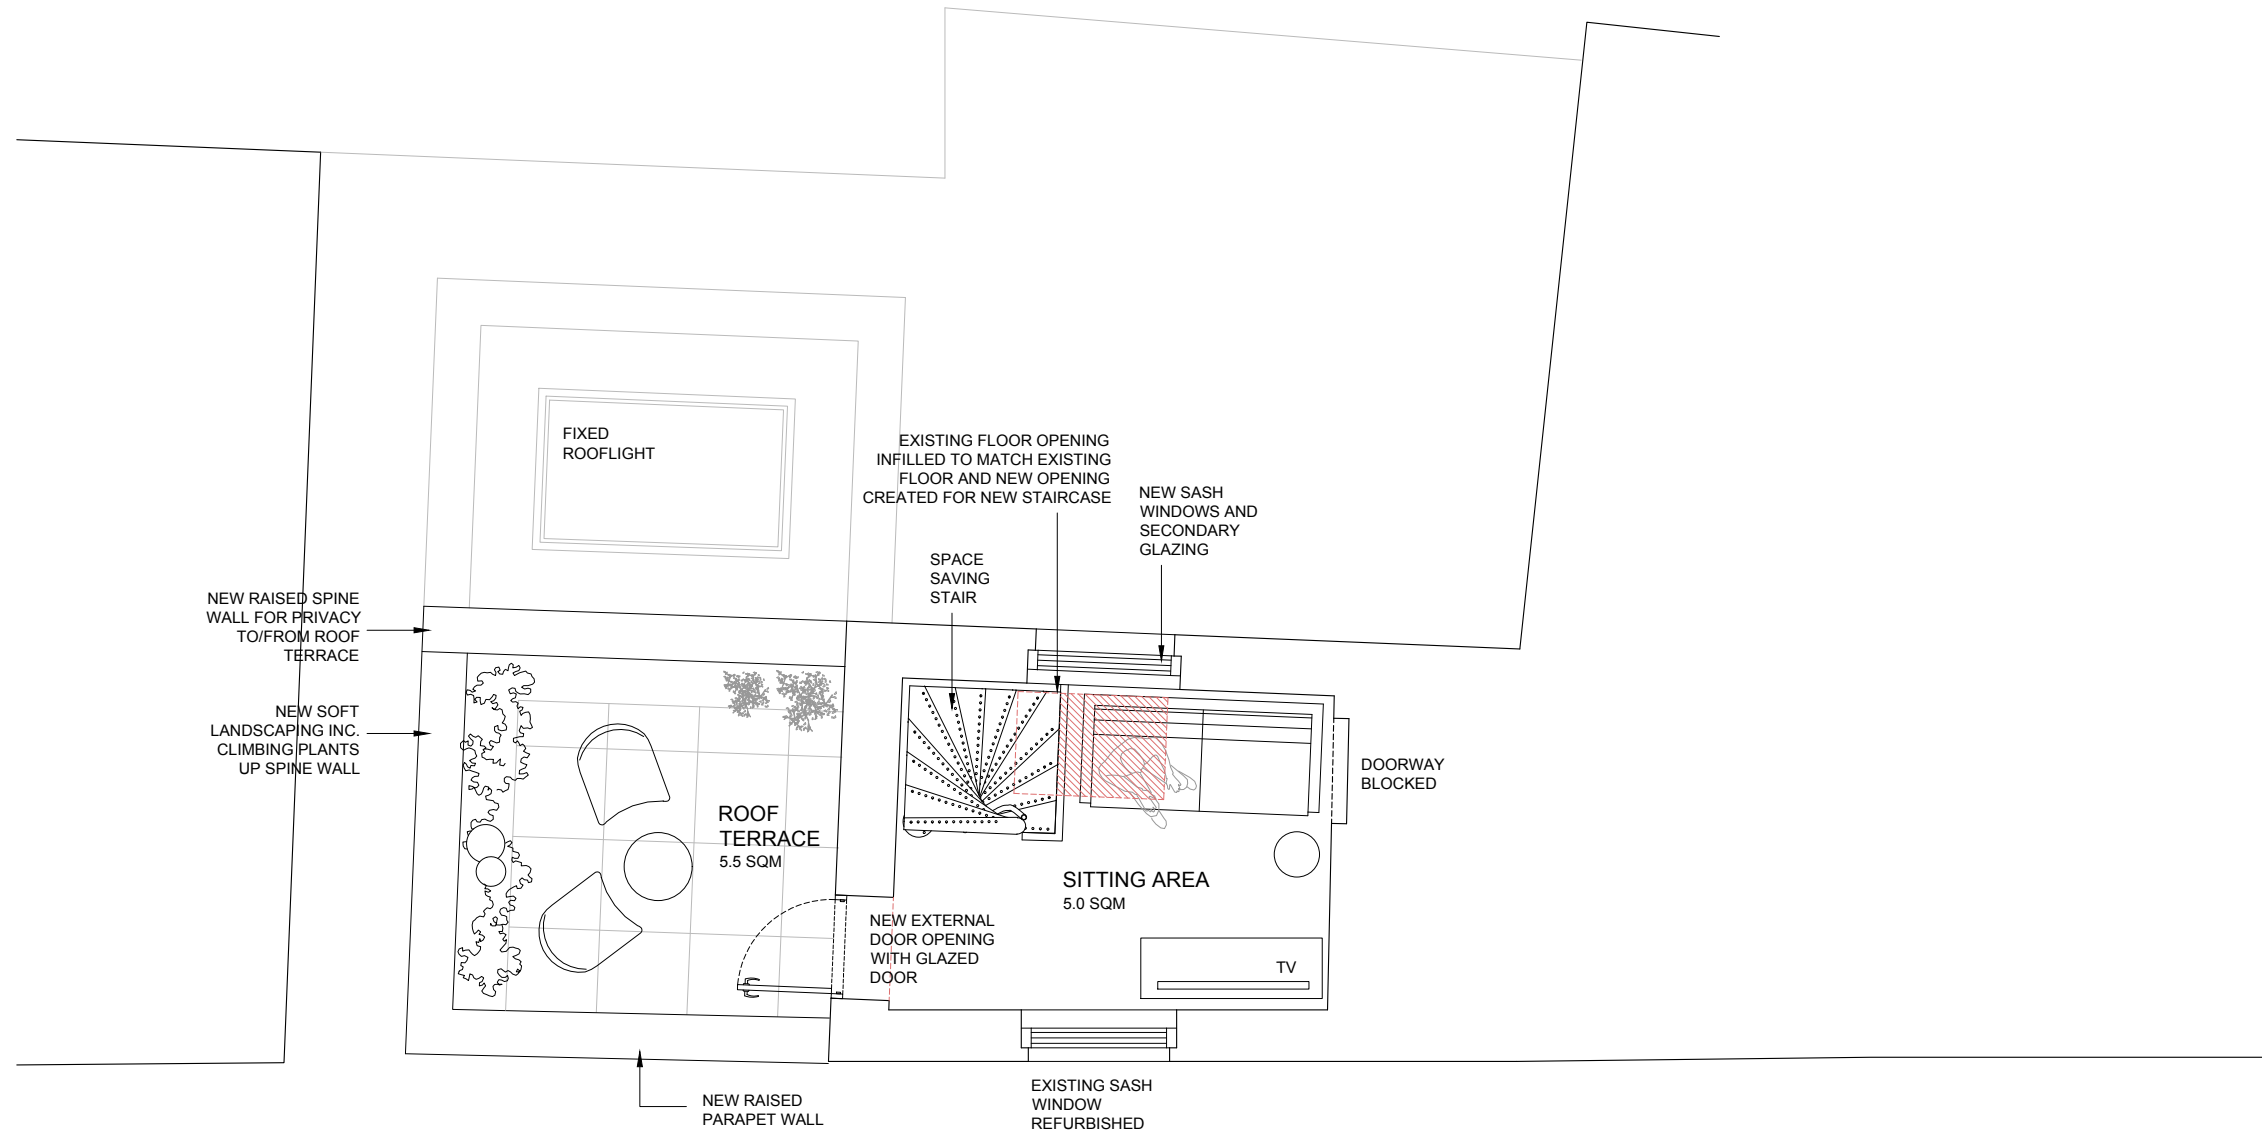 FIXED
ROOFLIGHT
EXISTING FLOOR OPENING
INFILLED TO MATCH EXISTING
FLOOR AND NEW OPENING
CREATED FOR NEW STAIRCASE
NEW SASH
WINDOWS AND
SECONDARY
GLAZING
SPACE
SAVING
STAIR
NEW RAISED SPINE
WALL FOR PRIVACY
TO/FROM ROOF
TERRACE
NEW SOFT
LANDSCAPING INC.
CLIMBING PLANTS
UP SPINE WALL
DOORWAY
BLOCKED
ROOF
TERRACE
5.5 SQM
SITTING AREA
5.0 SQM
NEW EXTERNAL
DOOR OPENING
WITH GLAZED
DOOR
TV
NEW RAISED
PARAPET WALL
EXISTING SASH
WINDOW
REFURBISHED